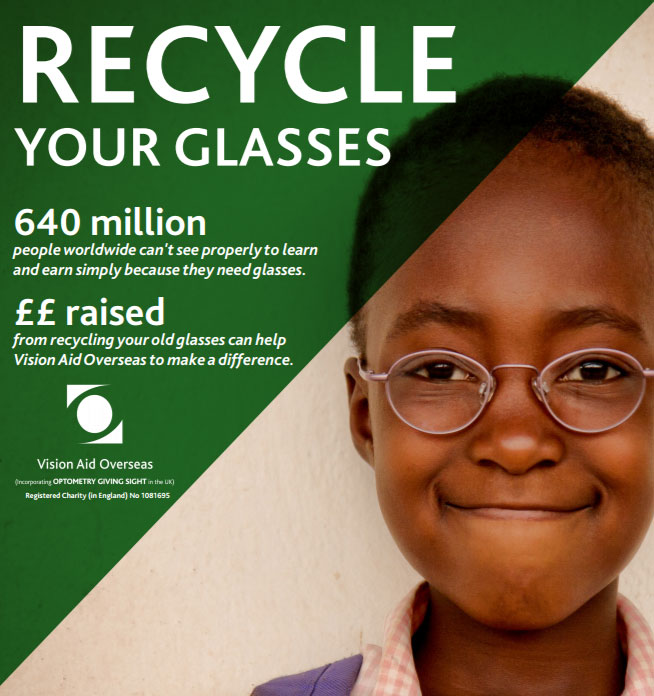 RECYCLE
YOUR GLASSES
640 million
people worldwide can't see properly to learn
and earn simply because they need glasses.
££ raised
from recycling your old glasses can help
Vision Aid Overseas to make a difference.
Vision Aid Overseas
(Incorporating OPTOMETRY GIVING SIGHT in the UK)
Registered Charity (in England) No 1081695